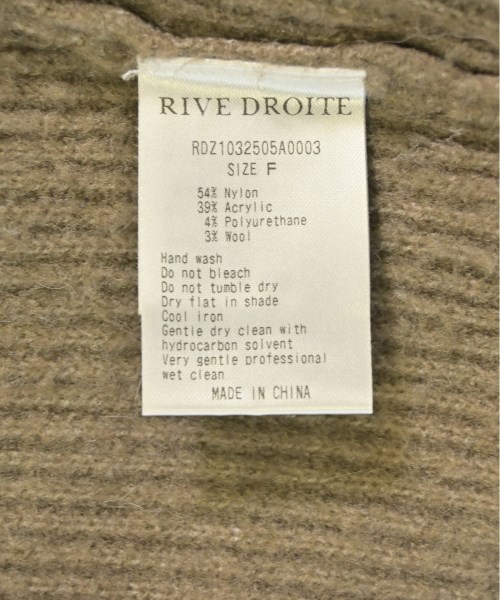 RIVE DROITE
RDZ1032505A0003
SIZE F
54% Nylon
39% Acrylic
4% Polyurethane
3% Wool
Hand wash
Do not bleach
Do not tumble dry
Dry flat in shade
Cool iron
Gentle dry clean with
hydrocarbon solvent
Very gentle professional
wet clean
MADE IN CHINA